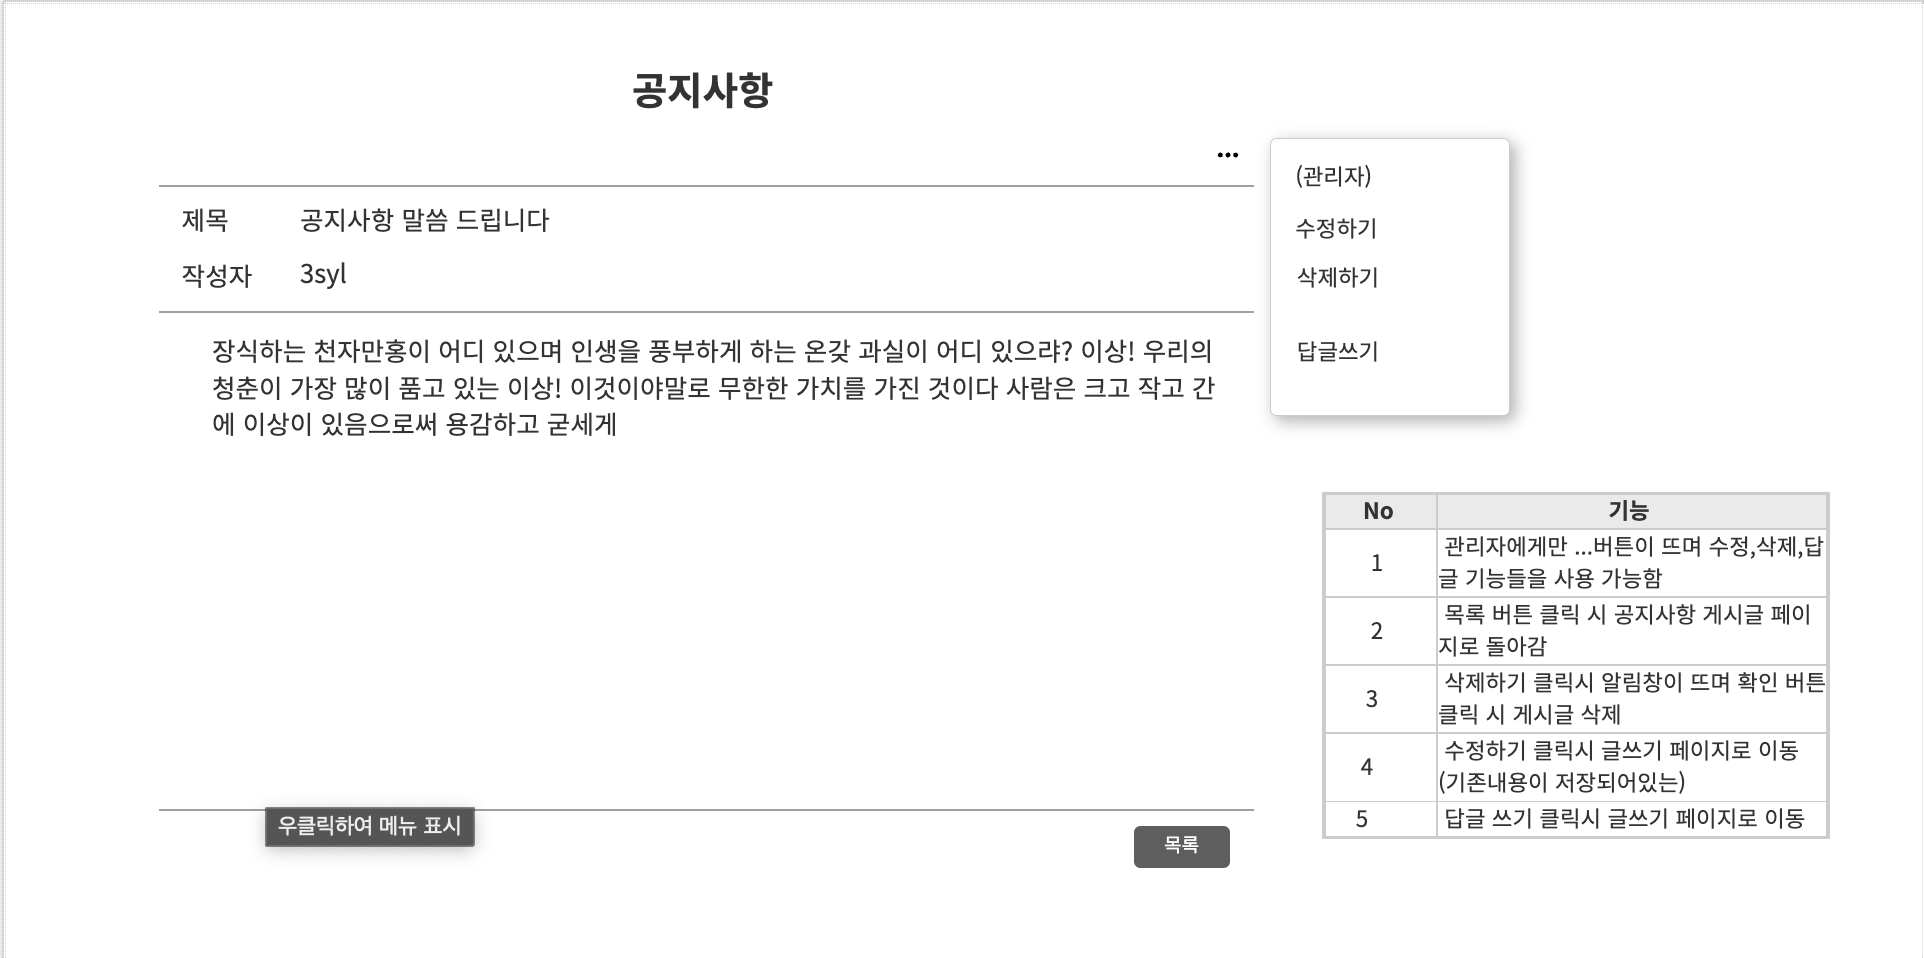 공지사항
...
(관리자)
수정하기
삭제하기
답글쓰기
제목 공지사항 말씀 드립니다
작성자 3syl
장식하는 천자만홍이 어디 있으며 인생을 풍부하게 하는 온갖 과실이 어디 있으랴? 이상! 우리의
청춘이 가장 많이 품고 있는 이상! 이것이야말로 무한한 가치를 가진 것이다 사람은 크고 작고 간
에 이상이 있음으로써 용감하고 굳세게
No 기능
1 관리자에게만 ...버튼이 뜨며 수정,삭제,답
글 기능들을 사용 가능함
2 목록 버튼 클릭 시 공지사항 게시글 페이
지로 돌아감
3 삭제하기 클릭시 알림창이 뜨며 확인 버튼
클릭 시 게시글 삭제
4 수정하기 클릭시 글쓰기 페이지로 이동
(기존내용이 저장되어있는)
5 답글 쓰기 클릭시 글쓰기 페이지로 이동
우클릭하여 메뉴 표시
목록